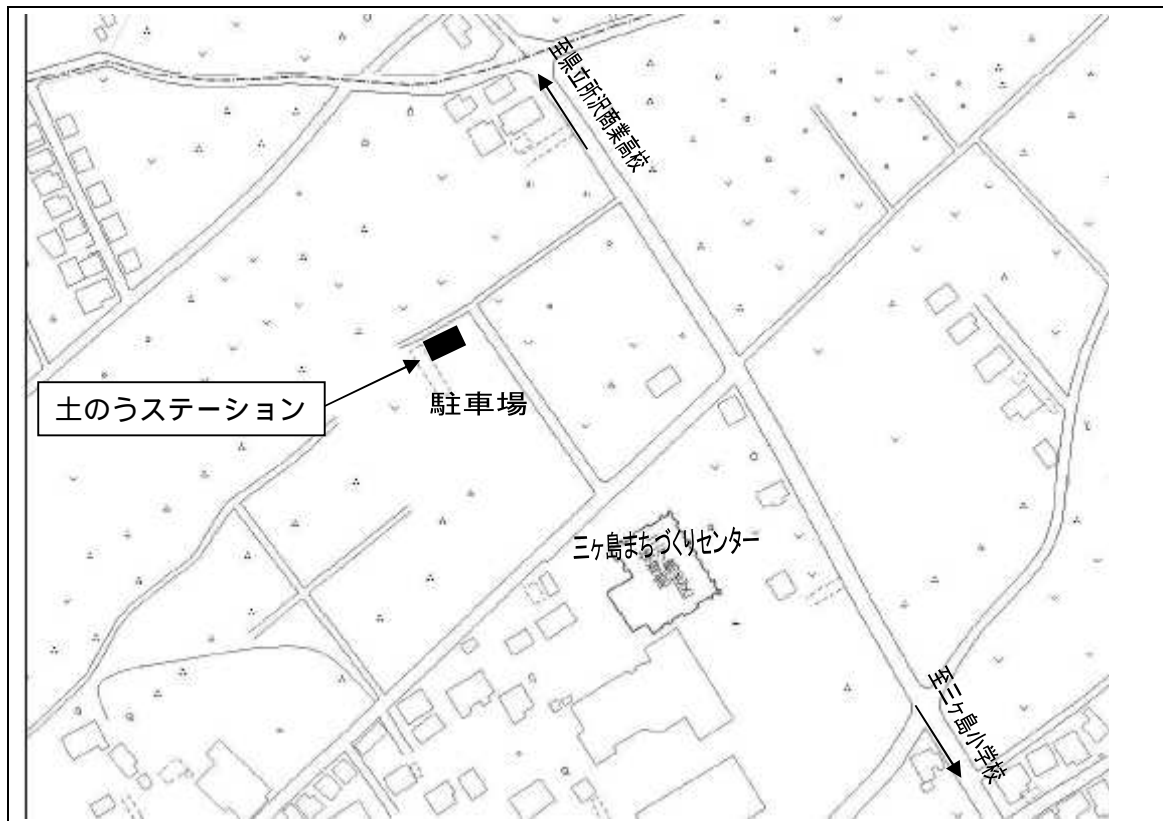 至県立所沢商業高校
土のうステーション
駐車場
三ヶ島まちづくりセンター
至三ヶ島小学校